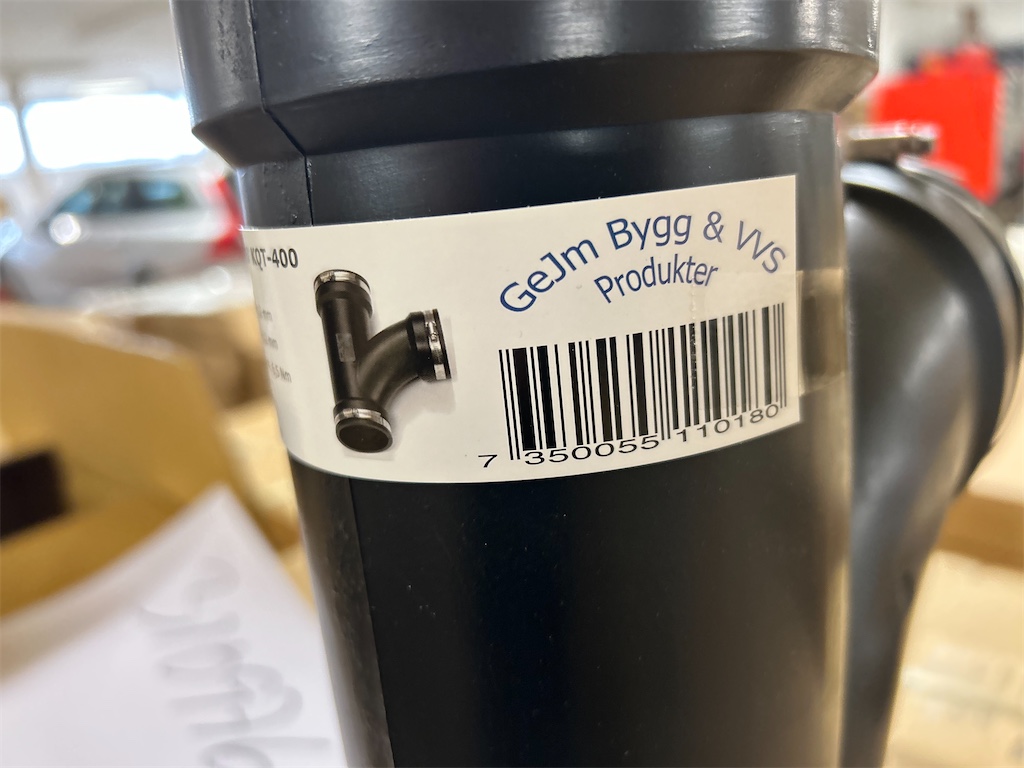 KQT-400
GeJm Bygg & VVS
Produkter
7 350055 110180